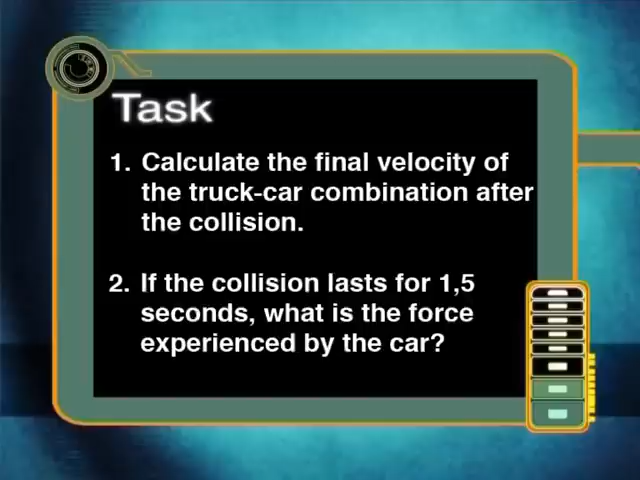 Task
1. Calculate the final velocity of
the truck-car combination after
the collision.
2. If the collision lasts for 1,5
seconds, what is the force
experienced by the car?